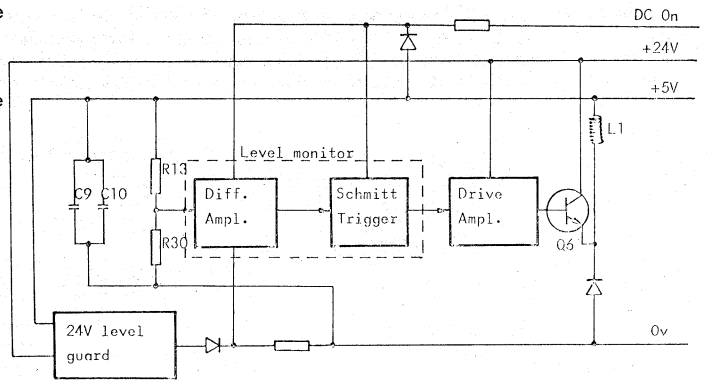 e
DC On
+24V
+5V
e
L1
Level monitor
R13
C9 C10
Diff.
Ampl.
Schmitt
Trigger
Drive
Ampl.
R30
Q6
24V level
guard
0v